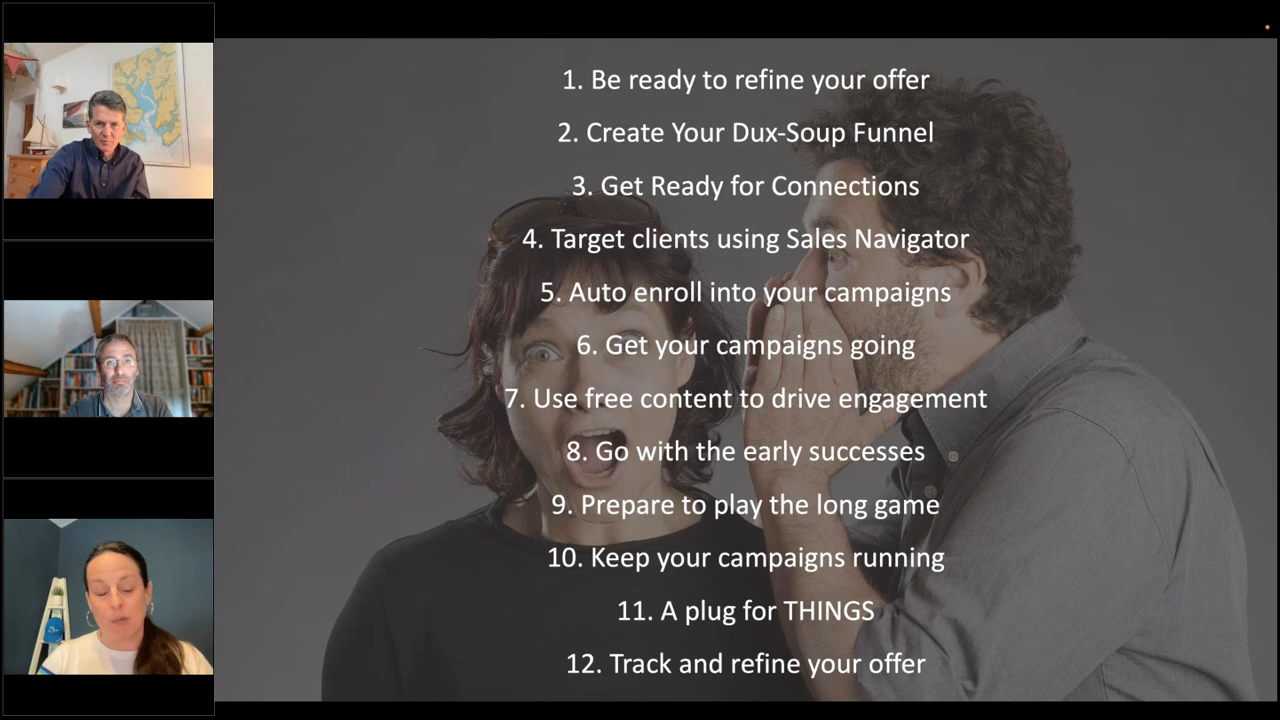 1. Be ready to refine your offer
2. Create Your Dux-Soup Funnel
3. Get Ready for Connections
4. Target clients using Sales Navigator
5. Auto enroll into your campaigns
6. Get your campaigns going
7. Use free content to drive engagement
8. Go with the early successes
9. Prepare to play the long game
10. Keep your campaigns running
11. A plug for THINGS
12. Track and refine your offer